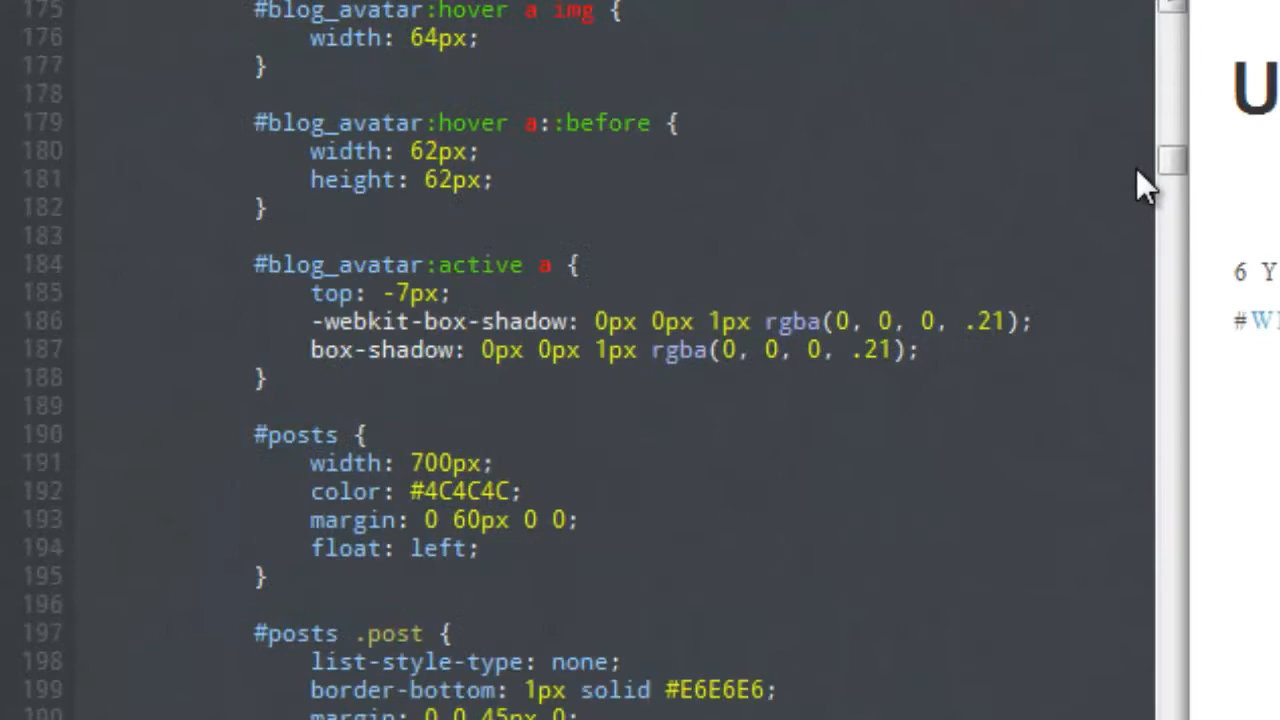 175 #blog_avatar:hover a img {
176 width: 64px;
177 }
178
179 #blog_avatar:hover a::before {
180 width: 62px;
181 height: 62px;
182 }
183
184 #blog_avatar:active a {
185 top: -7px;
186 -webkit-box-shadow: 0px 0px 1px rgba(0, 0, 0, .21);
187 box-shadow: 0px 0px 1px rgba(0, 0, 0, .21);
188 }
189
190 #posts {
191 width: 700px;
192 color: #4C4C4C;
193 margin: 0 60px 0 0;
194 float: left;
195 }
196
197 #posts .post {
198 list-style-type: none;
199 border-bottom: 1px solid #E6E6E6;
margin: 0 0 45px 0;
U
6 Y
#W